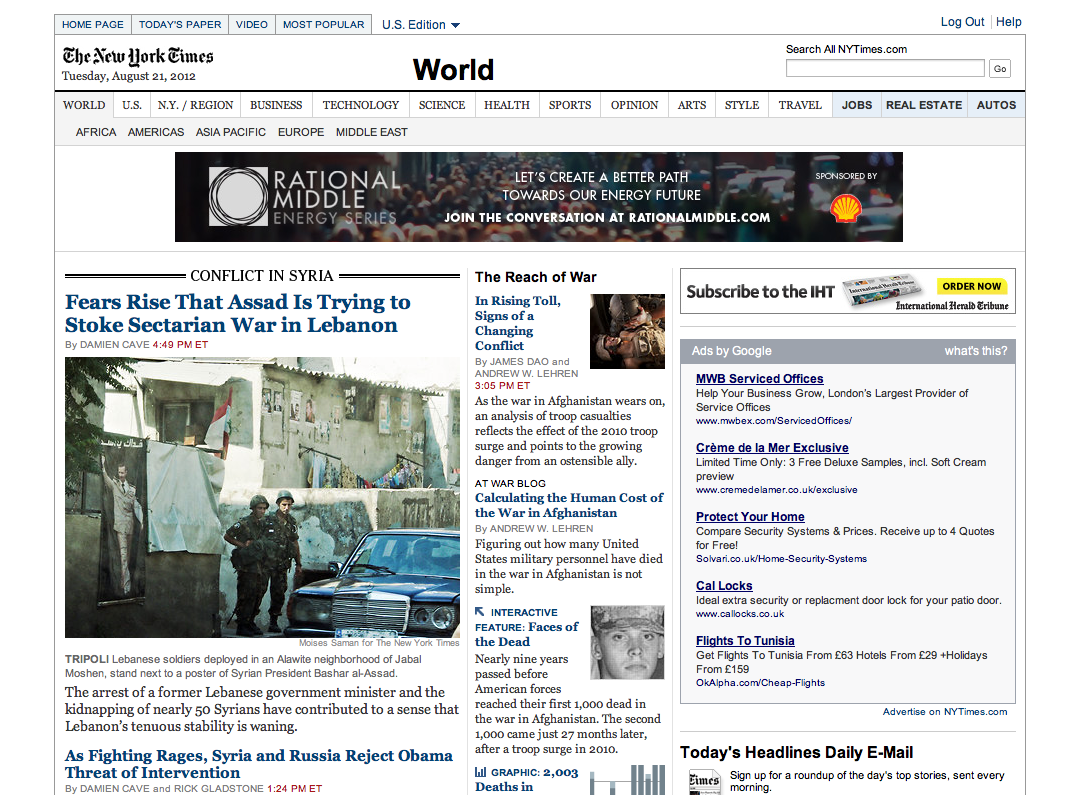 HOME PAGE TODAY'S PAPER VIDEO MOST POPULAR U.S. Edition
Log Out Help
The New York Times
Tuesday, August 21, 2012
World
Search All NYTimes.com
Go
WORLD U.S. N.Y. / REGION BUSINESS TECHNOLOGY SCIENCE HEALTH SPORTS OPINION ARTS STYLE TRAVEL JOBS REAL ESTATE AUTOS
AFRICA AMERICAS ASIA PACIFIC EUROPE MIDDLE EAST
RATIONAL
MIDDLE
ENERGY SERIES
LET'S CREATE A BETTER PATH
TOWARDS OUR ENERGY FUTURE
JOIN THE CONVERSATION AT RATIONALMIDDLE.COM
SPONSORED BY
CONFLICT IN SYRIA
Fears Rise That Assad Is Trying to
Stoke Sectarian War in Lebanon
By DAMIEN CAVE 4:49 PM ET
Moises Saman for The New York Times
TRIPOLI Lebanese soldiers deployed in an Alawite neighborhood of Jabal
Moshen, stand next to a poster of Syrian President Bashar al-Assad.
The arrest of a former Lebanese government minister and the
kidnapping of nearly 50 Syrians have contributed to a sense that
Lebanon's tenuous stability is waning.
As Fighting Rages, Syria and Russia Reject Obama
Threat of Intervention
By DAMIEN CAVE and RICK GLADSTONE 1:24 PM ET
The Reach of War
In Rising Toll,
Signs of a
Changing
Conflict
By JAMES DAO and
ANDREW W. LEHREN
3:05 PM ET
As the war in Afghanistan wears on,
an analysis of troop casualties
reflects the effect of the 2010 troop
surge and points to the growing
danger from an ostensible ally.
AT WAR BLOG
Calculating the Human Cost of
the War in Afghanistan
By ANDREW W. LEHREN
Figuring out how many United
States military personnel have died
in the war in Afghanistan is not
simple.
INTERACTIVE
FEATURE: Faces of
the Dead
Nearly nine years
passed before
American forces
reached their first 1,000 dead in
the war in Afghanistan. The second
1,000 came just 27 months later,
after a troop surge in 2010.
GRAPHIC: 2,003
Deaths in
Subscribe to the IHT
ORDER NOW
International Herald Tribune
International Herald Tribune
Ads by Google what's this?
MWB Serviced Offices
Help Your Business Grow, London's Largest Provider of
Service Offices
www.mwbex.com/ServicedOffices/
Crème de la Mer Exclusive
Limited Time Only: 3 Free Deluxe Samples, incl. Soft Cream
preview
www.cremedelamer.co.uk/exclusive
Protect Your Home
Compare Security Systems & Prices. Receive up to 4 Quotes
for Free!
Solvari.co.uk/Home-Security-Systems
Cal Locks
Ideal extra security or replacment door lock for your patio door.
www.callocks.co.uk
Flights To Tunisia
Get Flights To Tunisia From £63 Hotels From £29 +Holidays
From £159
OkAlpha.com/Cheap-Flights
Advertise on NYTimes.com
Today's Headlines Daily E-Mail
Times
Sign up for a roundup of the day's top stories, sent every
morning.